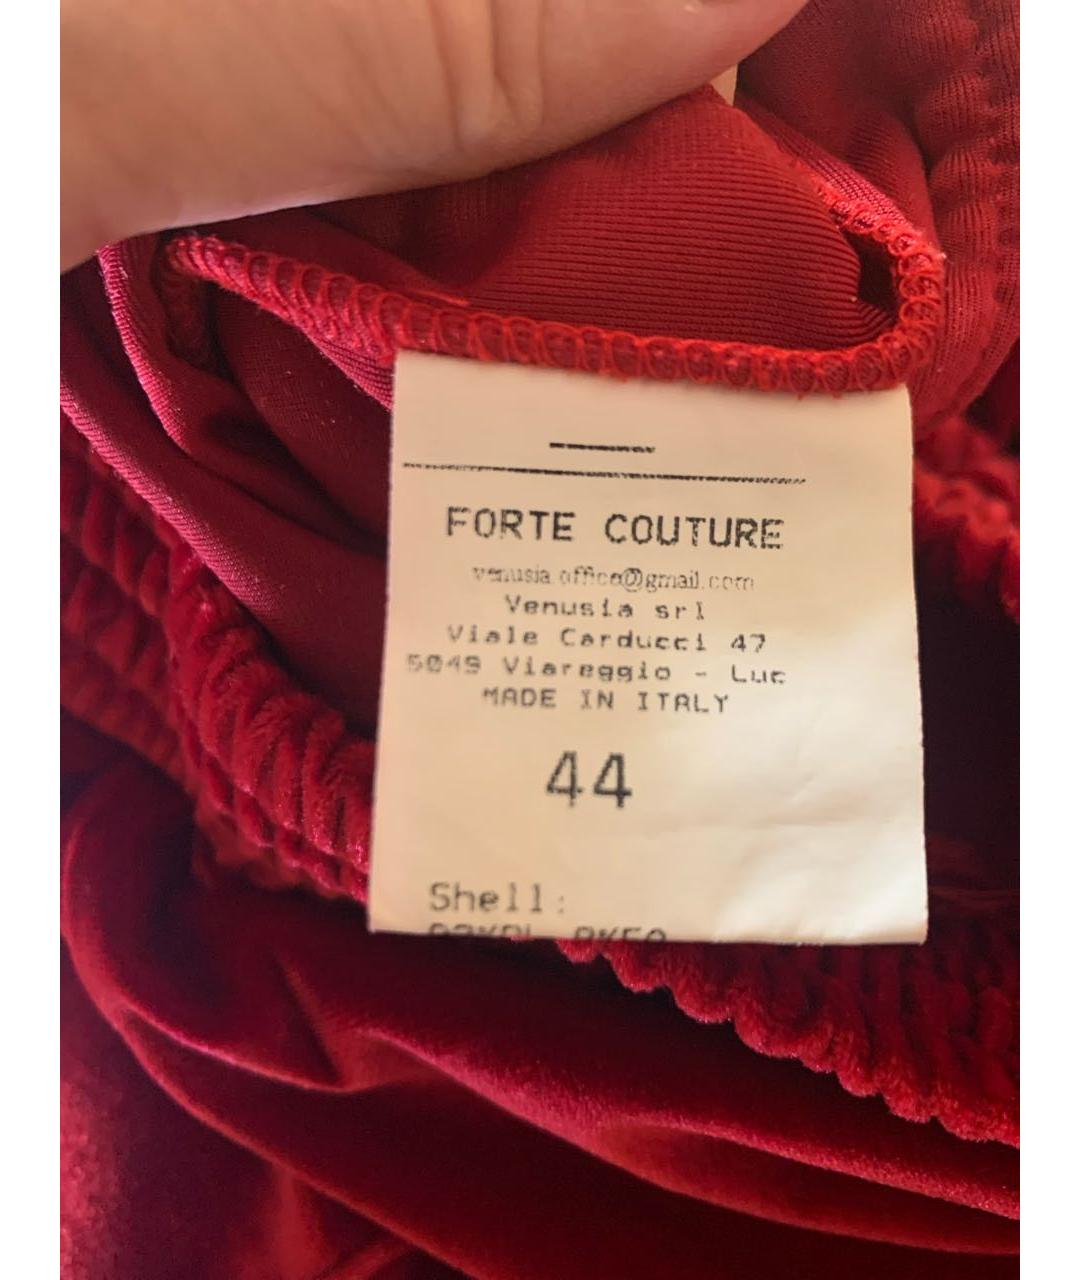 FORTE COUTURE
venusia.office@gmail.com
Venusia srl
Viale Carducci 47
5049 Viareggio - Luc
MADE IN ITALY
44
Shell: